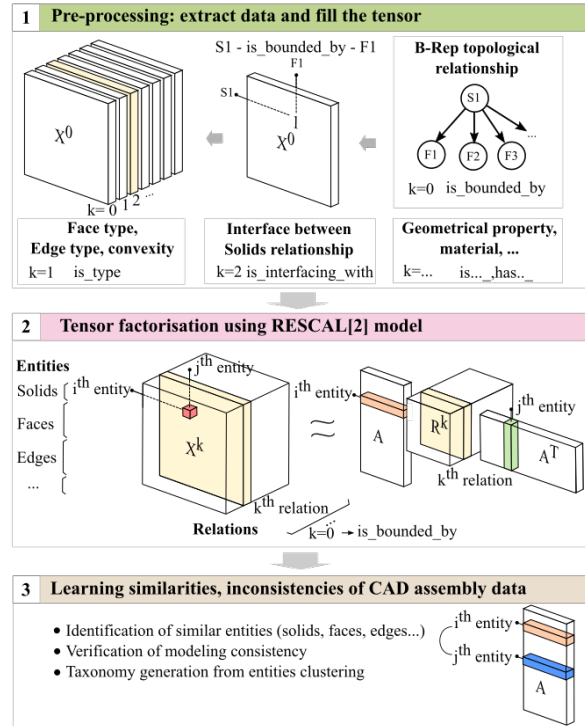 1 Pre-processing: extract data and fill the tensor
S1 - is_bounded_by - F1
F1
S1
1
X⁰
X⁰
k= 0 1 2 ...
B-Rep topological
relationship
S1
...
F1 F2 F3
k=0 is_bounded_by
Face type,
Edge type, convexity
k=1 is_type
Interface between
Solids relationship
k=2 is_interfacing_with
Geometrical property,
material, ...
k=... is..._,has.._
2 Tensor factorisation using RESCAL[2] model
Entities
Solids
Faces
Edges
...
jᵗʰ entity
iᵗʰ entity
Xᵏ
kᵗʰ relation
Relations
k=0 → is_bounded_by
...
≈
iᵗʰ entity
A
Rᵏ
kᵗʰ relation
jᵗʰ entity
Aᵀ
3 Learning similarities, inconsistencies of CAD assembly data
• Identification of similar entities (solids, faces, edges...)
• Verification of modeling consistency
• Taxonomy generation from entities clustering
iᵗʰ entity
jᵗʰ entity
A